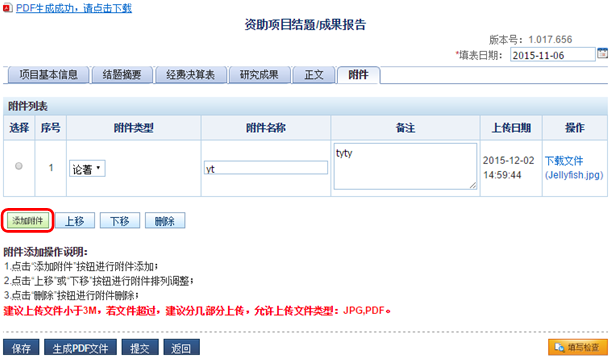 PDF生成成功，请点击下载
资助项目结题/成果报告
版本号：1.017.656
*填表日期：2015-11-06
项目基本信息 结题摘要 经费决算表 研究成果 正文 附件
附件列表
选择 序号 附件类型 附件名称 备注 上传日期 操作
1 论著 yt tyty 2015-12-02 14:59:44 下载文件 (Jellyfish.jpg)
添加附件 上移 下移 删除
附件添加操作说明：
1.点击“添加附件”按钮进行附件添加；
2.点击“上移”或“下移”按钮进行附件排列调整；
3.点击“删除”按钮进行附件删除；
建议上传文件小于3M，若文件超过，建议分几部分上传，允许上传文件类型：JPG,PDF。
保存 生成PDF文件 提交 返回 填写检查